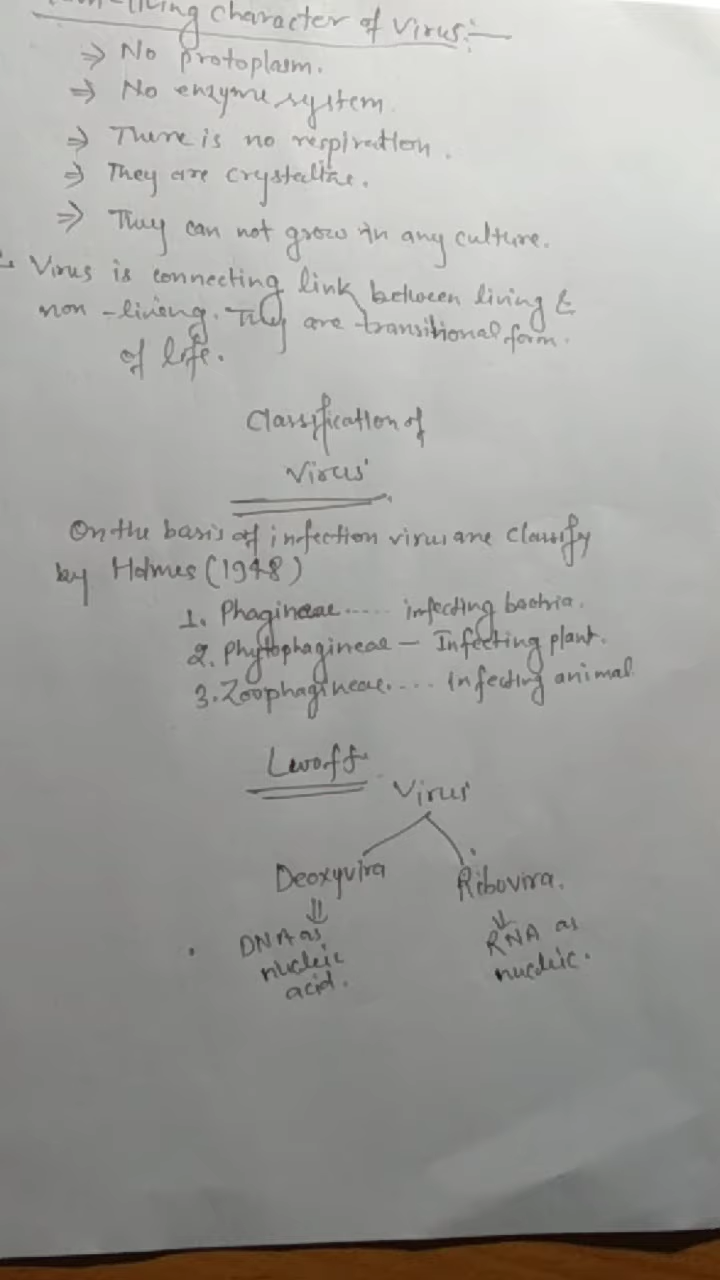 Non-living character of Virus:-
⇒ No protoplasm.
⇒ No enzyme system.
⇒ There is no respiration.
⇒ They are crystalline.
⇒ They can not grow in any culture.
Virus is connecting link between living &
non-living. They are transitional form.
of life.
Classification of
Virus
On the basis of infection virus are classify
by Holmes (1948)
1. Phagineae..... infecting bactria.
2. Phytophagineae – Infecting plant.
3. Zoophagineae.... Infecting animal
Lwoff
Virus
Deoxyvira Ribovira.
⇓ ⇓
DNA as RNA as
nucleic nucleic.
acid.